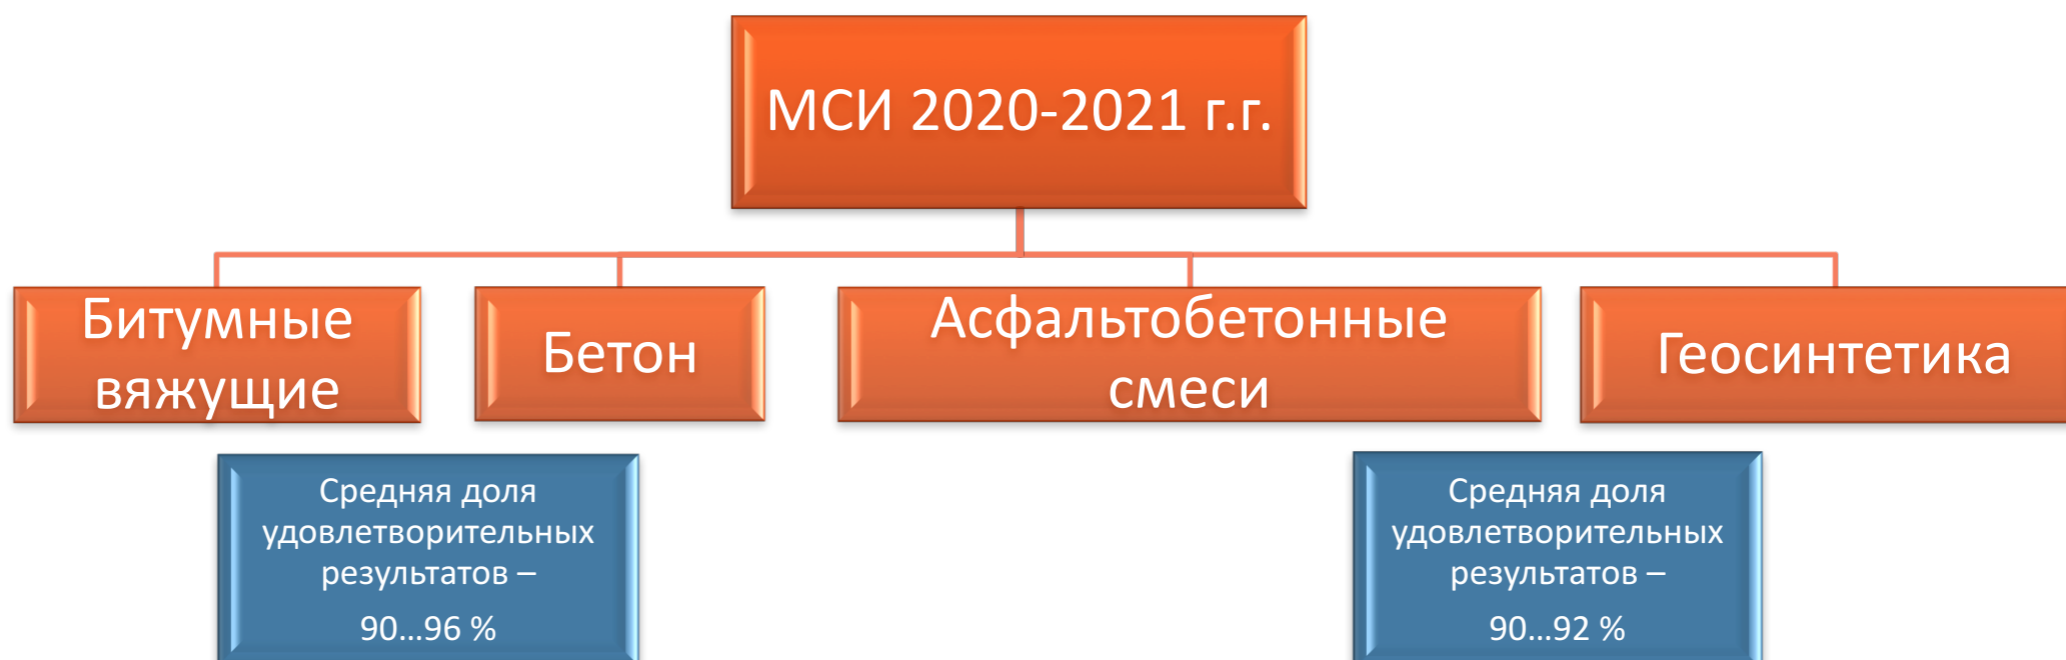 МСИ 2020-2021 г.г.
Битумные
вяжущие
Бетон
Асфальтобетонные
смеси
Геосинтетика
Средняя доля
удовлетворительных
результатов –
90...96 %
Средняя доля
удовлетворительных
результатов –
90...92 %